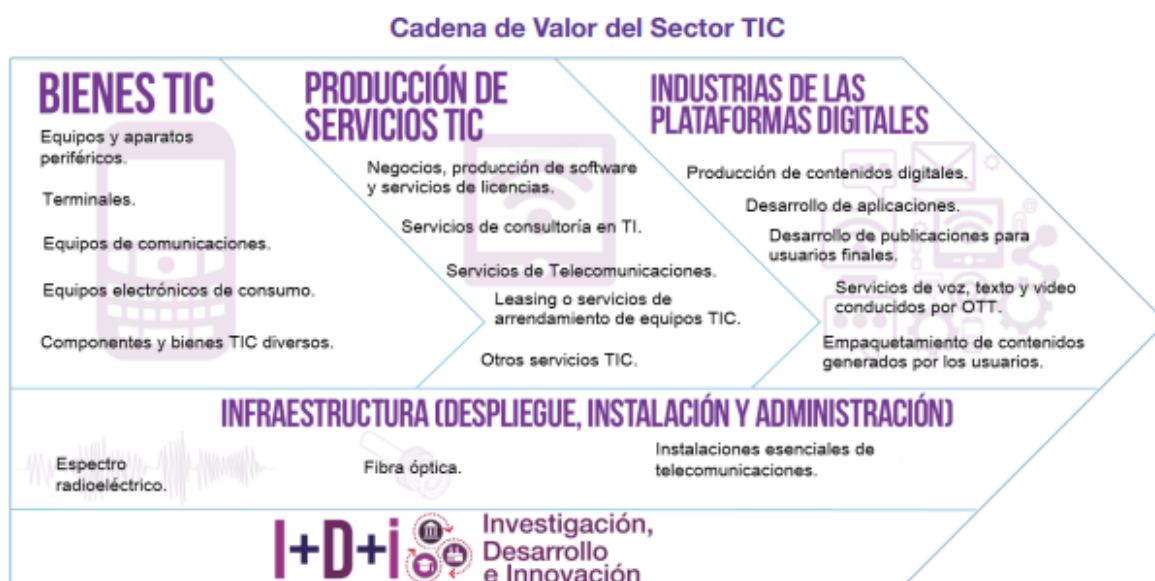 Cadena de Valor del Sector TIC
BIENES TIC
Equipos y aparatos
periféricos.
Terminales.
Equipos de comunicaciones.
Equipos electrónicos de consumo.
Componentes y bienes TIC diversos.
PRODUCCIÓN DE
SERVICIOS TIC
Negocios, producción de software
y servicios de licencias.
Servicios de consultoría en TI.
Servicios de Telecomunicaciones.
Leasing o servicios de
arrendamiento de equipos TIC.
Otros servicios TIC.
INDUSTRIAS DE LAS
PLATAFORMAS DIGITALES
Producción de contenidos digitales.
Desarrollo de aplicaciones.
Desarrollo de publicaciones para
usuarios finales.
Servicios de voz, texto y video
conducidos por OTT.
Empaquetamiento de contenidos
generados por los usuarios.
INFRAESTRUCTURA (DESPLIEGUE, INSTALACIÓN Y ADMINISTRACIÓN)
Espectro
radioeléctrico.
Fibra óptica.
Instalaciones esenciales de
telecomunicaciones.
I+D+i
Investigación,
Desarrollo
e Innovación